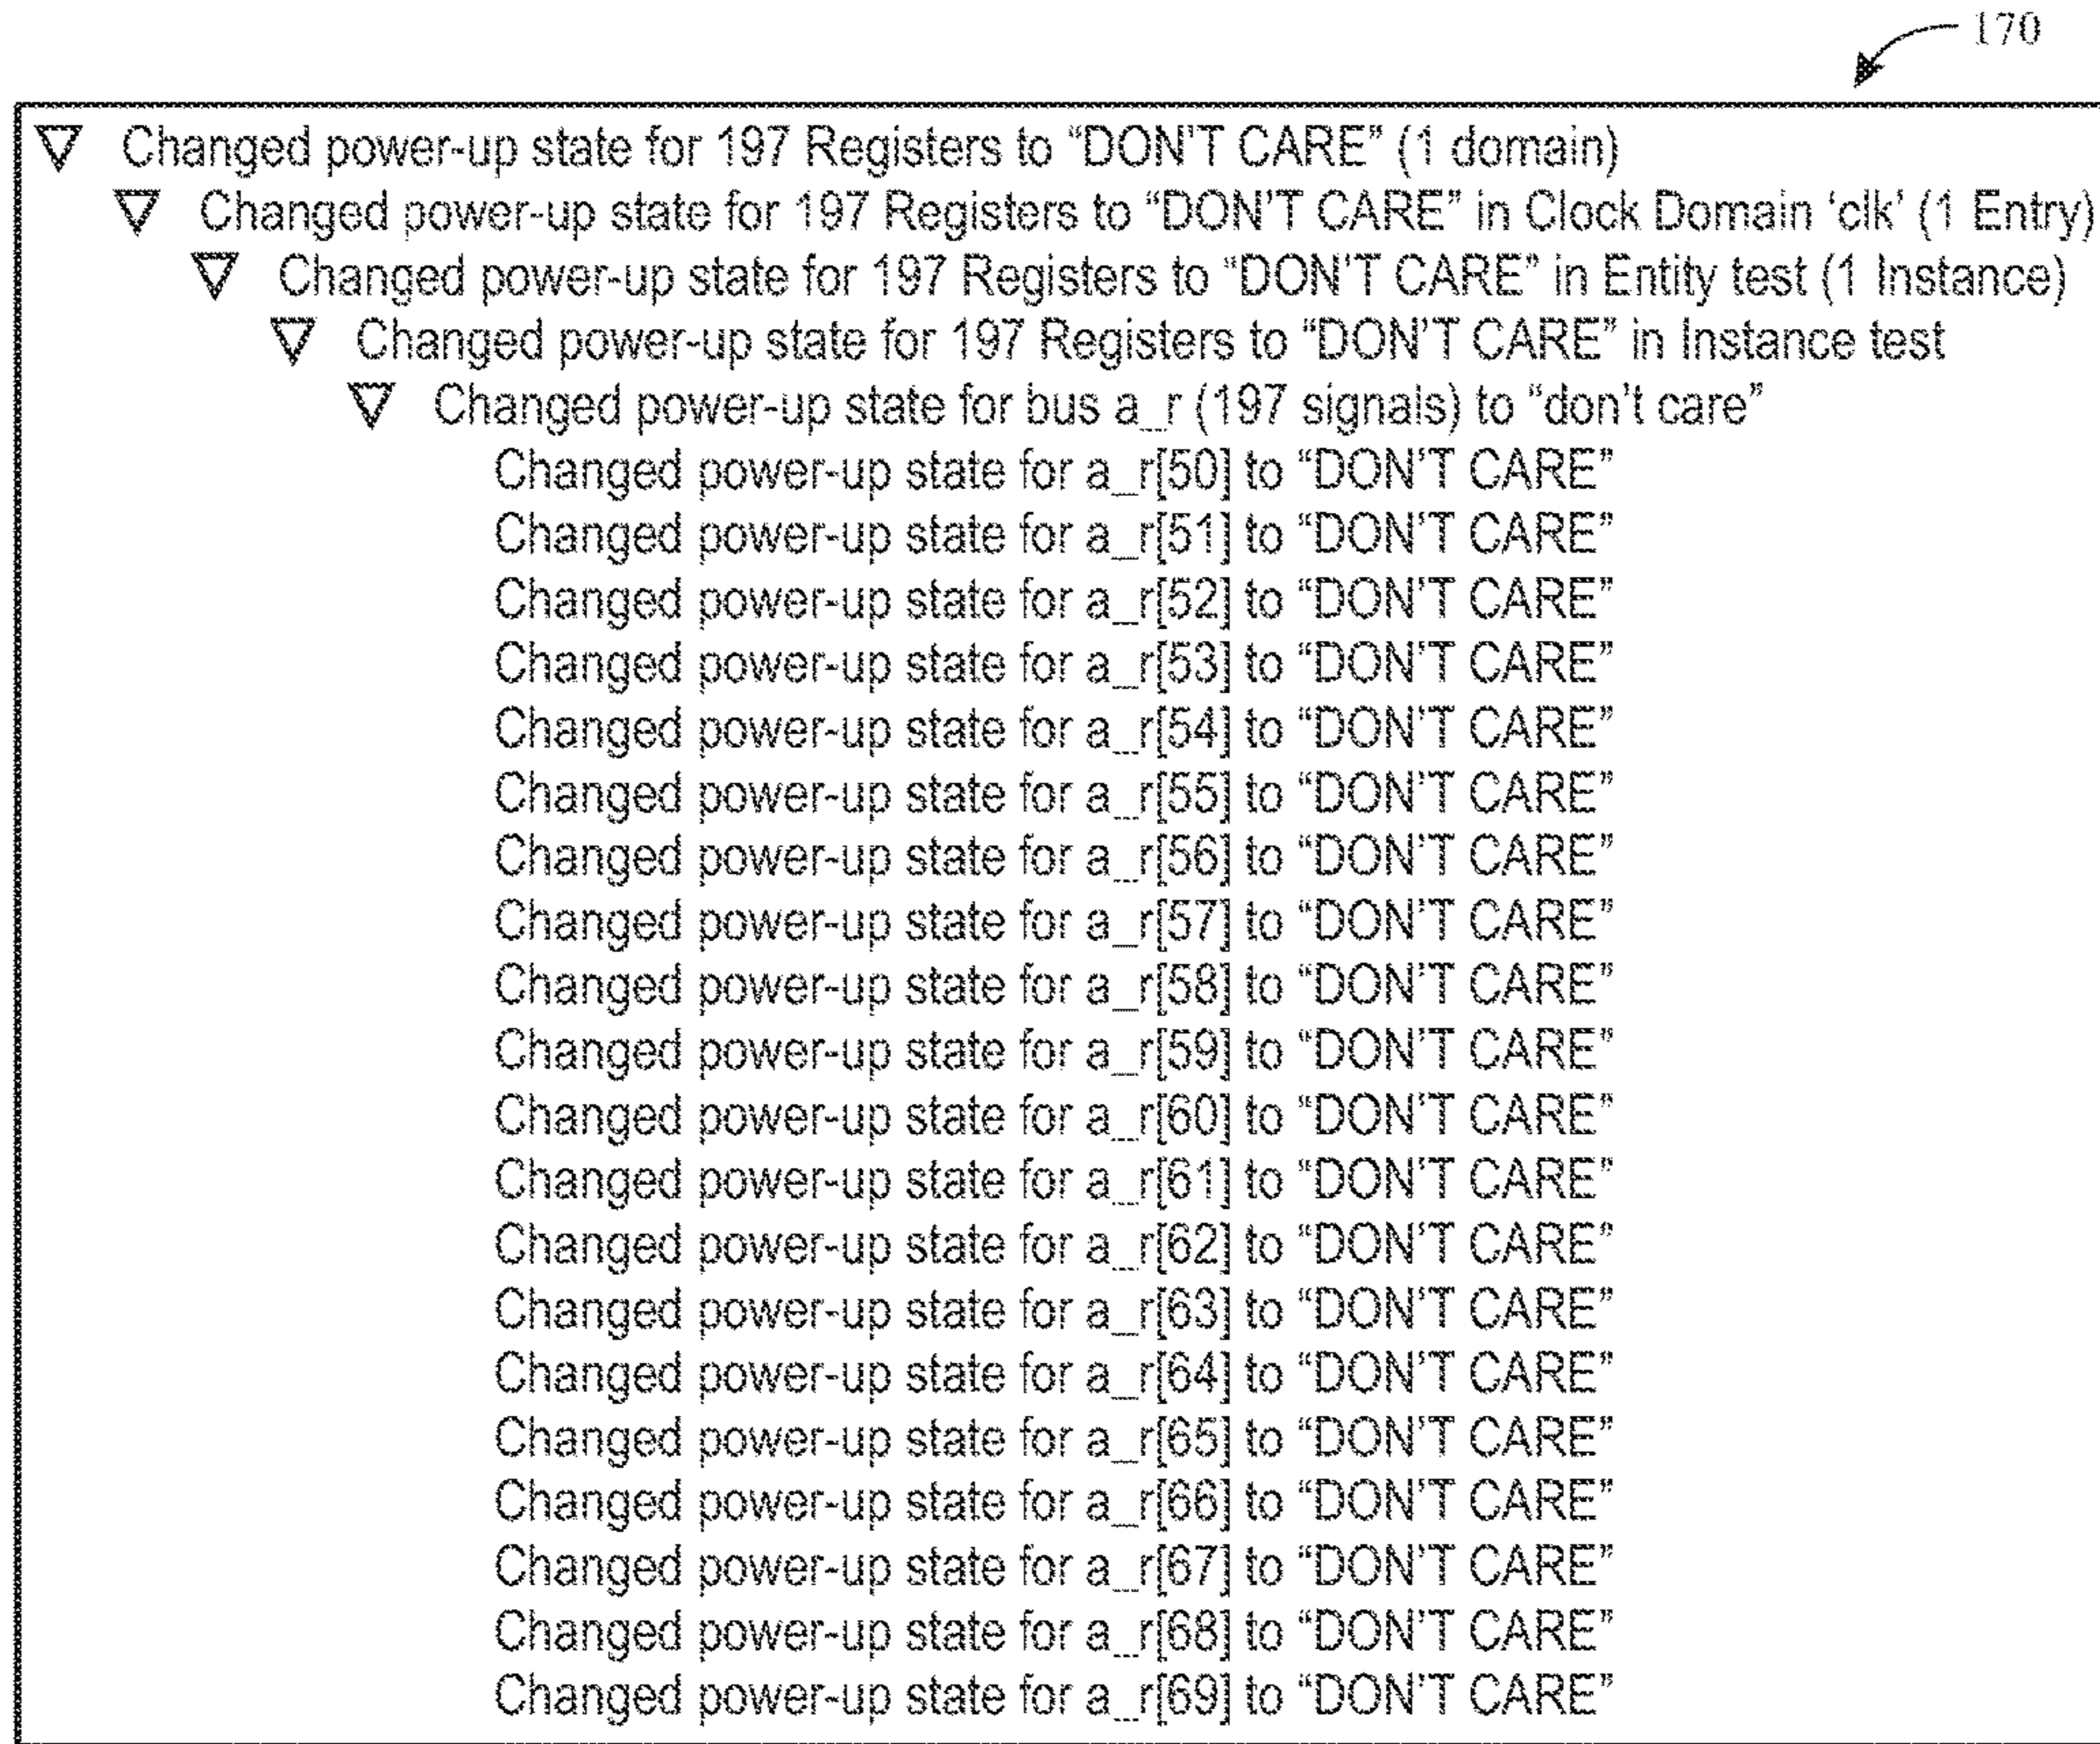 170
Changed power-up state for 197 Registers to “DON'T CARE” (1 domain)
Changed power-up state for 197 Registers to “DON'T CARE” in Clock Domain ‘clk’ (1 Entry)
Changed power-up state for 197 Registers to “DON'T CARE” in Entity test (1 Instance)
Changed power-up state for 197 Registers to “DON'T CARE” in Instance test
Changed power-up state for bus a_r (197 signals) to “don't care”
Changed power-up state for a_r[50] to “DON'T CARE”
Changed power-up state for a_r[51] to “DON'T CARE”
Changed power-up state for a_r[52] to “DON'T CARE”
Changed power-up state for a_r[53] to “DON'T CARE”
Changed power-up state for a_r[54] to “DON'T CARE”
Changed power-up state for a_r[55] to “DON'T CARE”
Changed power-up state for a_r[56] to “DON'T CARE”
Changed power-up state for a_r[57] to “DON'T CARE”
Changed power-up state for a_r[58] to “DON'T CARE”
Changed power-up state for a_r[59] to “DON'T CARE”
Changed power-up state for a_r[60] to “DON'T CARE”
Changed power-up state for a_r[61] to “DON'T CARE”
Changed power-up state for a_r[62] to “DON'T CARE”
Changed power-up state for a_r[63] to “DON'T CARE”
Changed power-up state for a_r[64] to “DON'T CARE”
Changed power-up state for a_r[65] to “DON'T CARE”
Changed power-up state for a_r[66] to “DON'T CARE”
Changed power-up state for a_r[67] to “DON'T CARE”
Changed power-up state for a_r[68] to “DON'T CARE”
Changed power-up state for a_r[69] to “DON'T CARE”